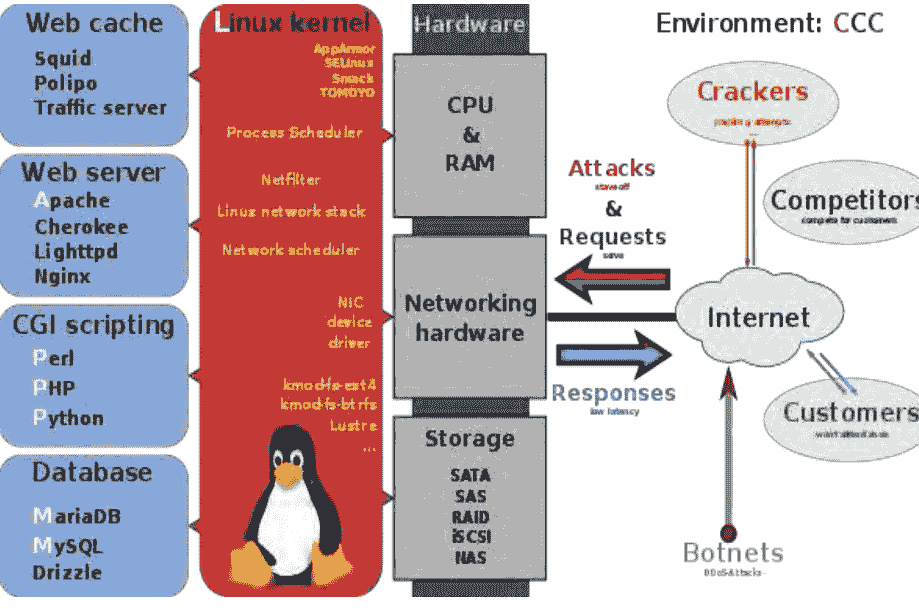 Web cache
Squid
Polipo
Traffic server
Web server
Apache
Cherokee
Lighttpd
Nginx
CGI scripting
Perl
PHP
Python
Database
MariaDB
MySQL
Drizzle
Linux kernel
AppArmor
SELinux
Smack
TOMOYO
Process Scheduler
Netfilter
Linux network stack
Network scheduler
NIC
device
driver
kmod-fs-ext4
kmod-fs-btrfs
Lustre
...
Hardware
CPU
&
RAM
Networking
hardware
Storage
SATA
SAS
RAID
iSCSI
NAS
Attacks
stave off
&
Requests
serve
Responses
low latency
Environment: CCC
Crackers
Competitors
compete for customers
Internet
Customers
Botnets
DDoS-Attacks